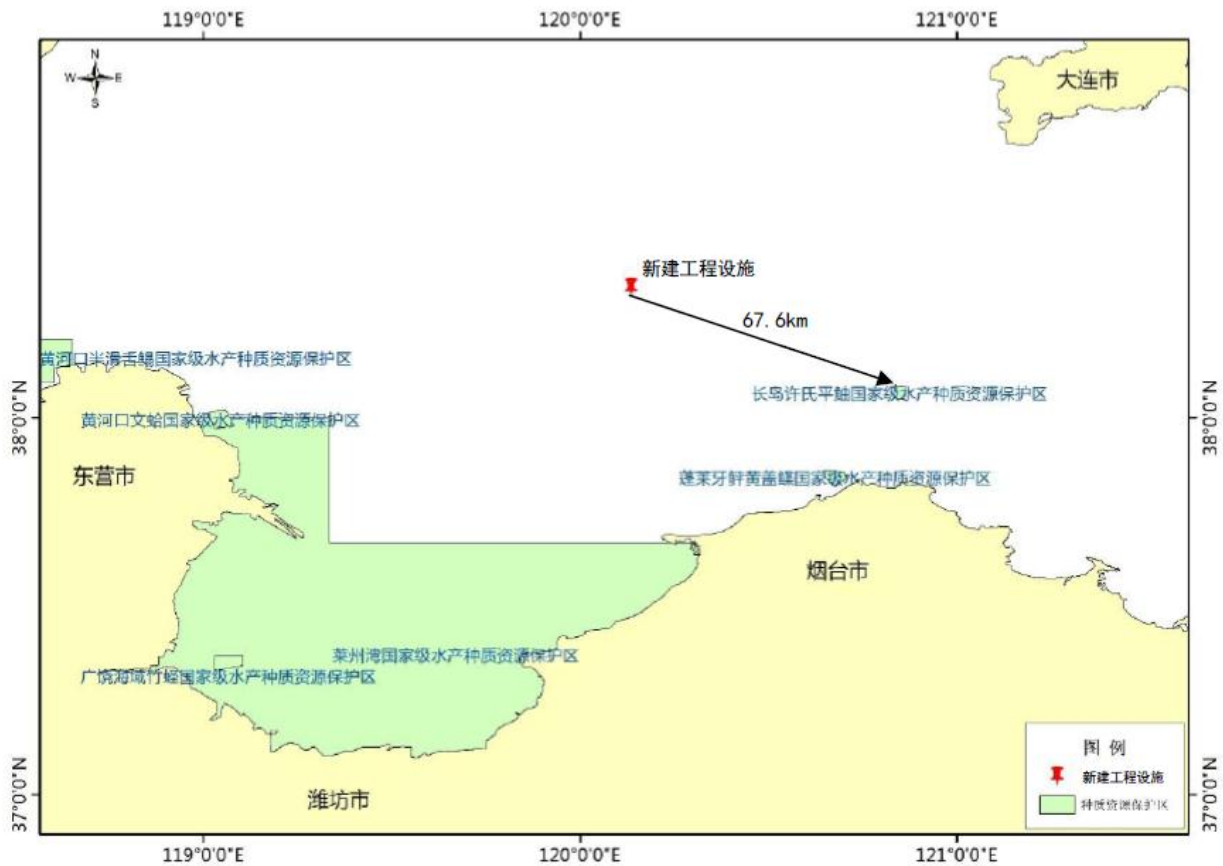 119°0'0"E
120°0'0"E
121°0'0"E
N
W
E
S
大连市
新建工程设施
67.6km
黄河口半滑舌鳎国家级水产种质资源保护区
长岛许氏平鲉国家级水产种质资源保护区
38°0'0"N
38°0'0"N
黄河口文蛤国家级水产种质资源保护区
东营市
蓬莱牙鲆黄盖鲽国家级水产种质资源保护区
烟台市
莱州湾国家级水产种质资源保护区
广饶海域竹蛏国家级水产种质资源保护区
图 例
新建工程设施
种质资源保护区
37°0'0"N
37°0'0"N
潍坊市
119°0'0"E
120°0'0"E
121°0'0"E